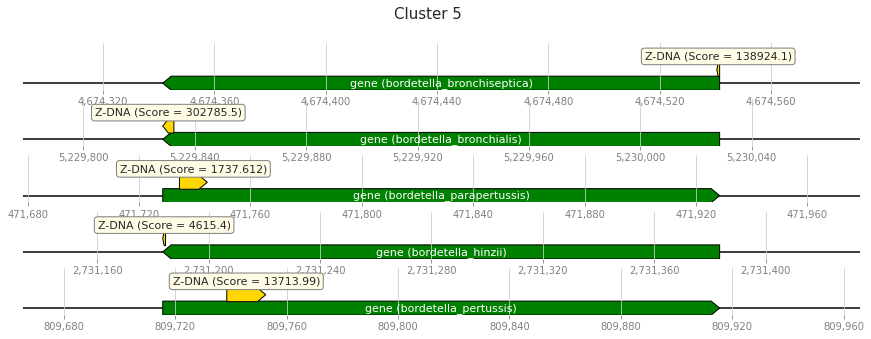 Cluster 5
Z-DNA (Score = 138924.1)
gene (bordetella_bronchiseptica)
4,674,320 4,674,360 4,674,400 4,674,440 4,674,480 4,674,520 4,674,560
Z-DNA (Score = 302785.5)
gene (bordetella_bronchialis)
5,229,800 5,229,840 5,229,880 5,229,920 5,229,960 5,230,000 5,230,040
Z-DNA (Score = 1737.612)
gene (bordetella_parapertussis)
471,680 471,720 471,760 471,800 471,840 471,880 471,920 471,960
Z-DNA (Score = 4615.4)
gene (bordetella_hinzii)
2,731,160 2,731,200 2,731,240 2,731,280 2,731,320 2,731,360 2,731,400
Z-DNA (Score = 13713.99)
gene (bordetella_pertussis)
809,680 809,720 809,760 809,800 809,840 809,880 809,920 809,960